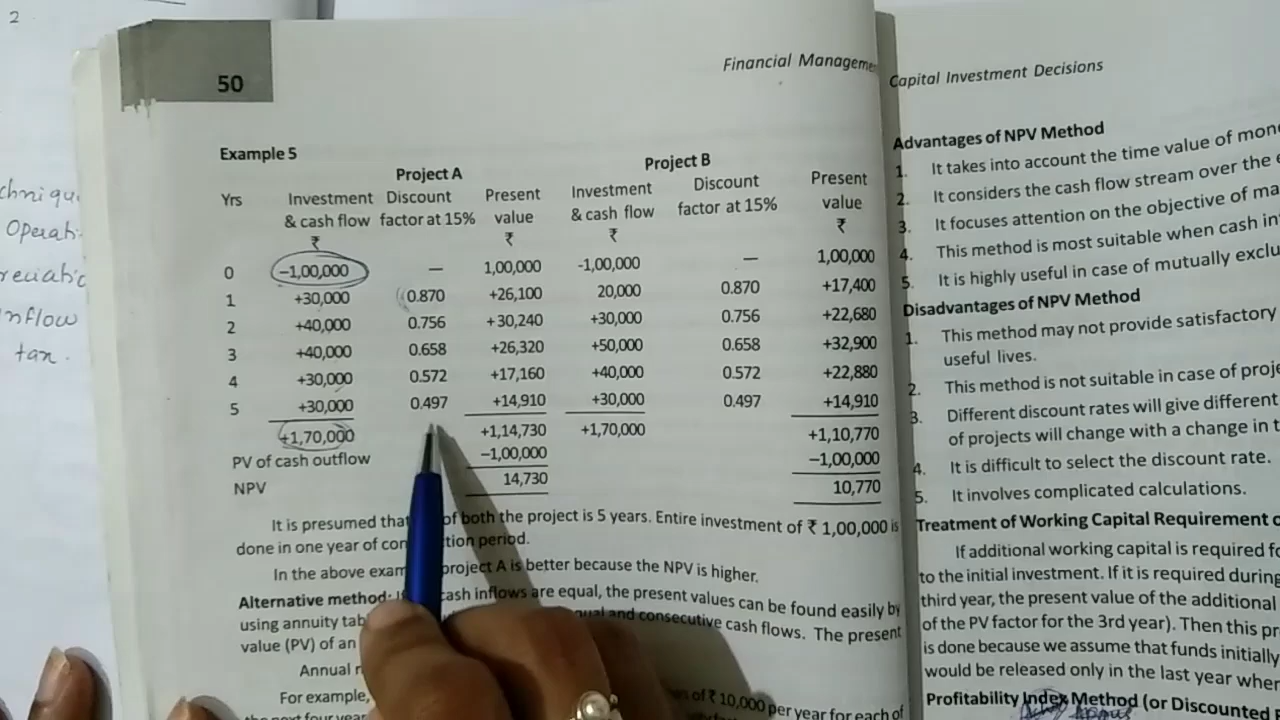 2
chniqu
Operat
reciatio
nflow
tax.
50
Financial Manageme
Example 5
Project A Project B
Yrs Investment Discount Present Investment Discount Present
& cash flow factor at 15% value & cash flow factor at 15% value
₹ ₹ ₹ ₹
0 –1,00,000 — 1,00,000 -1,00,000 — 1,00,000
1 +30,000 0.870 +26,100 20,000 0.870 +17,400
2 +40,000 0.756 +30,240 +30,000 0.756 +22,680
3 +40,000 0.658 +26,320 +50,000 0.658 +32,900
4 +30,000 0.572 +17,160 +40,000 0.572 +22,880
5 +30,000 0.497 +14,910 +30,000 0.497 +14,910
+1,70,000 +1,14,730 +1,70,000 +1,10,770
PV of cash outflow –1,00,000 –1,00,000
NPV 14,730 10,770
It is presumed that of both the project is 5 years. Entire investment of ₹ 1,00,000 is
done in one year of con tion period.
In the above exam project A is better because the NPV is higher.
Alternative method: cash inflows are equal, the present values can be found easily by
using annuity tab qual and consecutive cash flows. The present
value (PV) of an
Annual r
For example, of ₹ 10,000 per year for each of
the next four year
Capital Investment Decisions
Advantages of NPV Method
1. It takes into account the time value of mon
2. It considers the cash flow stream over the e
3. It focuses attention on the objective of ma
4. This method is most suitable when cash in
5. It is highly useful in case of mutually exclu
Disadvantages of NPV Method
1. This method may not provide satisfactory
useful lives.
2. This method is not suitable in case of proje
3. Different discount rates will give different
of projects will change with a change in t
4. It is difficult to select the discount rate.
5. It involves complicated calculations.
Treatment of Working Capital Requirement o
If additional working capital is required fo
to the initial investment. If it is required during
third year, the present value of the additional
of the PV factor for the 3rd year). Then this pr
is done because we assume that funds initially
would be released only in the last year wher
Profitability Index Method (or Discounted